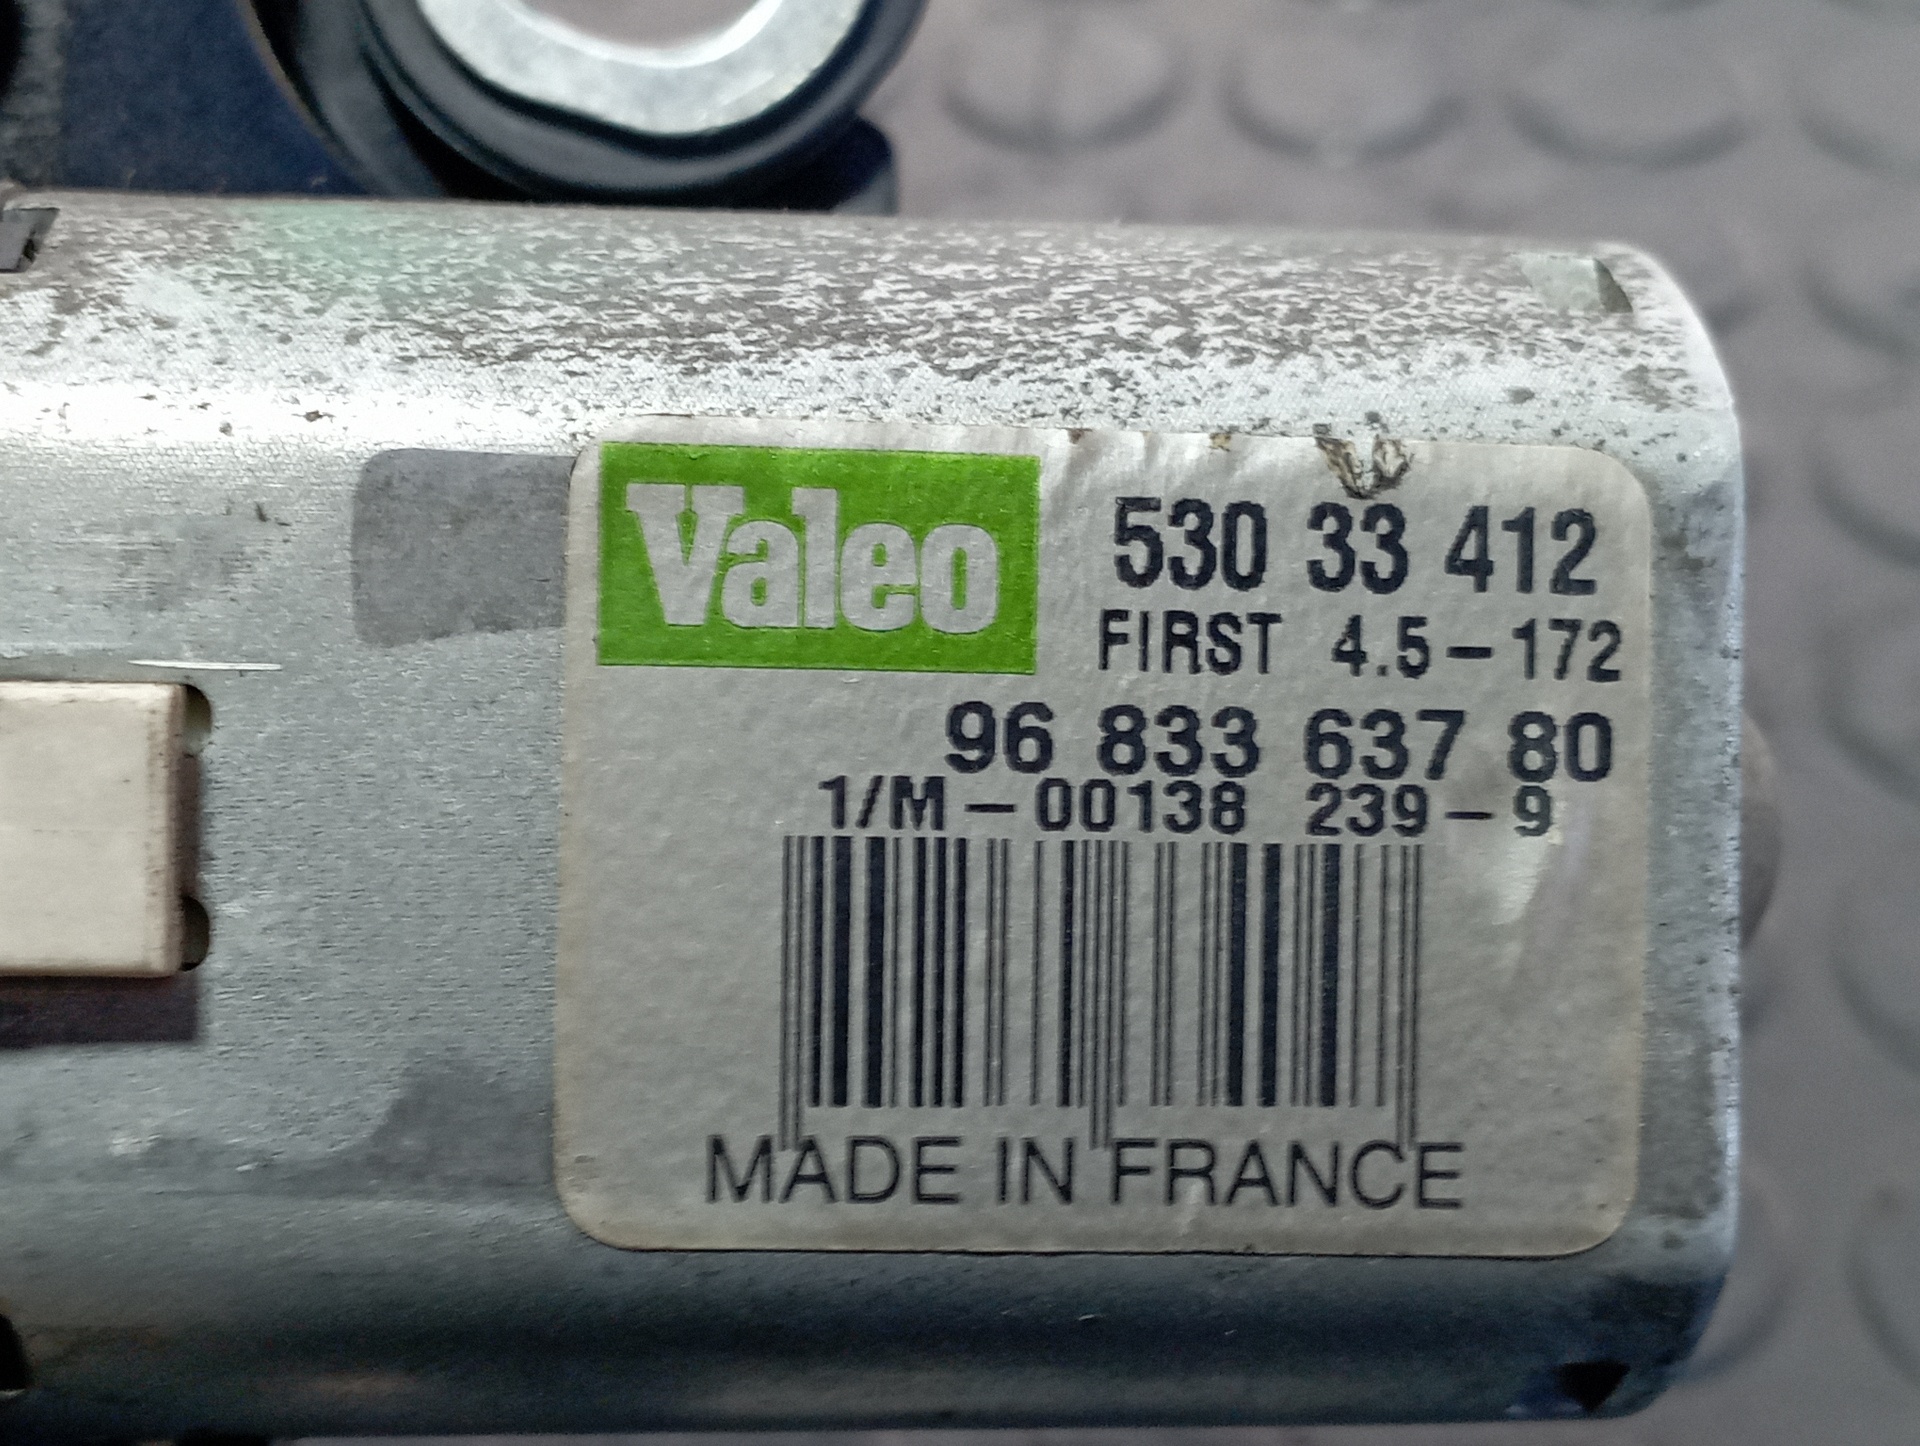 Valeo
530 33 412
FIRST 4.5-172
96 833 637 80
1/M-00138 239-9
MADE IN FRANCE